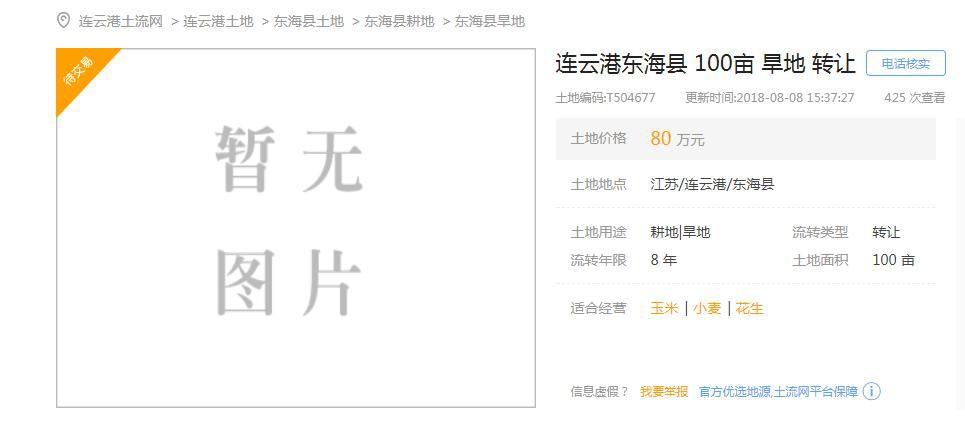 连云港土流网 > 连云港土地 > 东海县土地 > 东海县耕地 > 东海县旱地
待交易
暂无
图片
连云港东海县 100亩 旱地 转让 电话核实
土地编码:T504677 更新时间:2018-08-08 15:37:27 425 次查看
土地价格 80 万元
土地地点 江苏/连云港/东海县
土地用途 耕地|旱地 流转类型 转让
流转年限 8 年 土地面积 100 亩
适合经营 玉米 | 小麦 | 花生
信息虚假？ 我要举报 官方优选地源,土流网平台保障